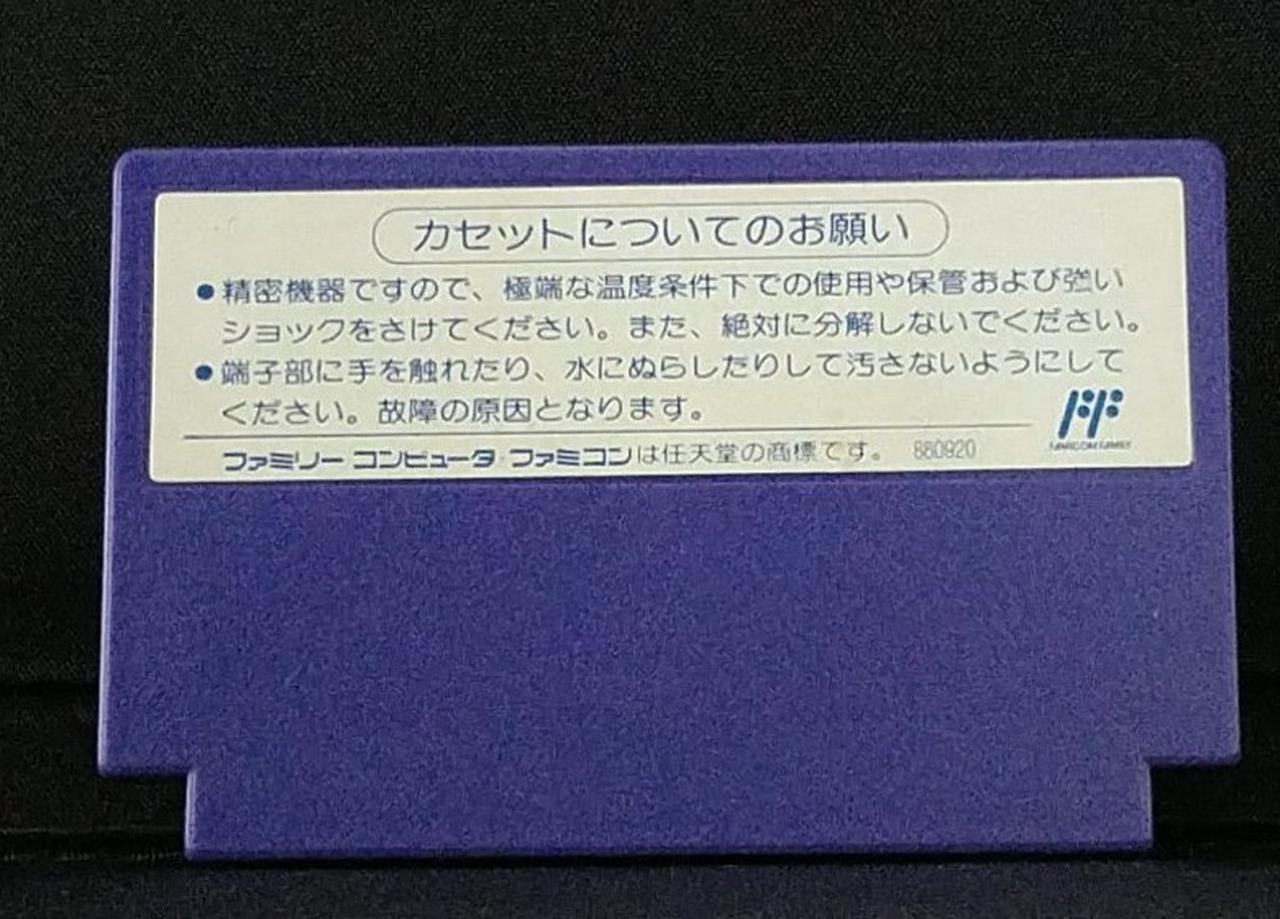 カセットについてのお願い
●精密機器ですので、極端な温度条件下での使用や保管および強い
ショックをさけてください。また、絶対に分解しないでください。
●端子部に手を触れたり、水にぬらしたりして汚さないようにして
ください。故障の原因となります。
FF
FAMICOM FAMILY
ファミリーコンピュータ・ファミコンは任天堂の商標です。 880920